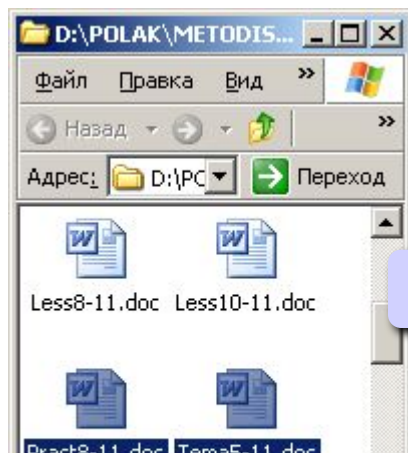 D:\POLAK\METODIS...
Файл Правка Вид »
Назад »
Адрес: D:\PC Переход
Less8-11.doc Less10-11.doc
Pract8-11.doc Tema5-11.doc